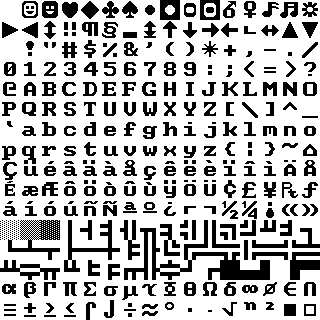 ☺☻♥♦♣♠•◘○◙♂♀♪♫☼
►◄↕‼¶§▬↨↑↓→←∟↔▲▼
 !"#$%&'()*+,-./
0123456789:;<=>?
@ABCDEFGHIJKLMNO
PQRSTUVWXYZ[\]^_
`abcdefghijklmno
pqrstuvwxyz{|}~⌂
ÇüéâäàåçêëèïîìÄÅ
ÉæÆôöòûùÿÖÜ¢£¥₧ƒ
áíóúñÑªº¿⌐¬½¼¡«»
░▒▓│┤╡╢╖╕╣║╗╝╜╛┐
└┴┬├─┼╞╟╚╔╩╦╠═╬╧
╨╤╥╙╘╒╓╫╪┘┌█▄▌▐▀
αßΓπΣσµτΦΘΩδ∞φε∩
≡±≥≤⌠⌡÷≈°∙·√ⁿ²■